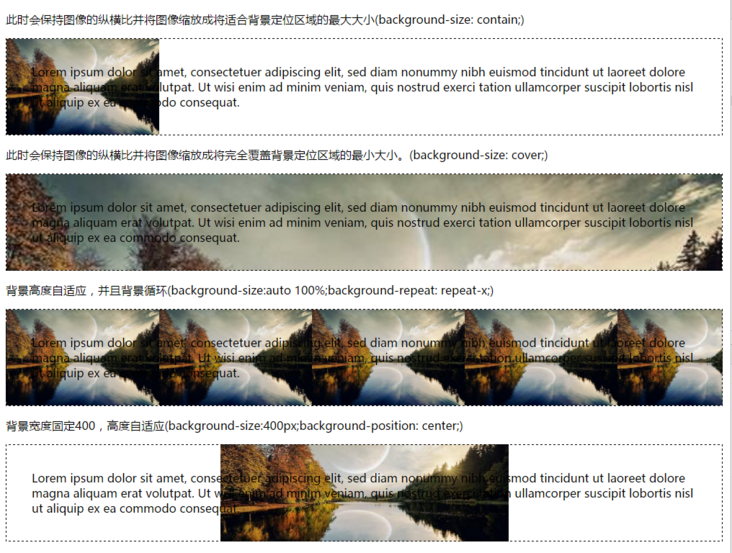 此时会保持图像的纵横比并将图像缩放成将适合背景定位区域的最大大小(background-size: contain;)
Lorem ipsum dolor sit amet, consectetuer adipiscing elit, sed diam nonummy nibh euismod tincidunt ut laoreet dolore
magna aliquam erat volutpat. Ut wisi enim ad minim veniam, quis nostrud exerci tation ullamcorper suscipit lobortis nisl
ut aliquip ex ea commodo consequat.
此时会保持图像的纵横比并将图像缩放成将完全覆盖背景定位区域的最小大小。(background-size: cover;)
Lorem ipsum dolor sit amet, consectetuer adipiscing elit, sed diam nonummy nibh euismod tincidunt ut laoreet dolore
magna aliquam erat volutpat. Ut wisi enim ad minim veniam, quis nostrud exerci tation ullamcorper suscipit lobortis nisl
ut aliquip ex ea commodo consequat.
背景高度自适应，并且背景循环(background-size:auto 100%;background-repeat: repeat-x;)
Lorem ipsum dolor sit amet, consectetuer adipiscing elit, sed diam nonummy nibh euismod tincidunt ut laoreet dolore
magna aliquam erat volutpat. Ut wisi enim ad minim veniam, quis nostrud exerci tation ullamcorper suscipit lobortis nisl
ut aliquip ex ea commodo consequat.
背景宽度固定400，高度自适应(background-size:400px;background-position: center;)
Lorem ipsum dolor sit amet, consectetuer adipiscing elit, sed diam nonummy nibh euismod tincidunt ut laoreet dolore
magna aliquam erat volutpat. Ut wisi enim ad minim veniam, quis nostrud exerci tation ullamcorper suscipit lobortis nisl
ut aliquip ex ea commodo consequat.